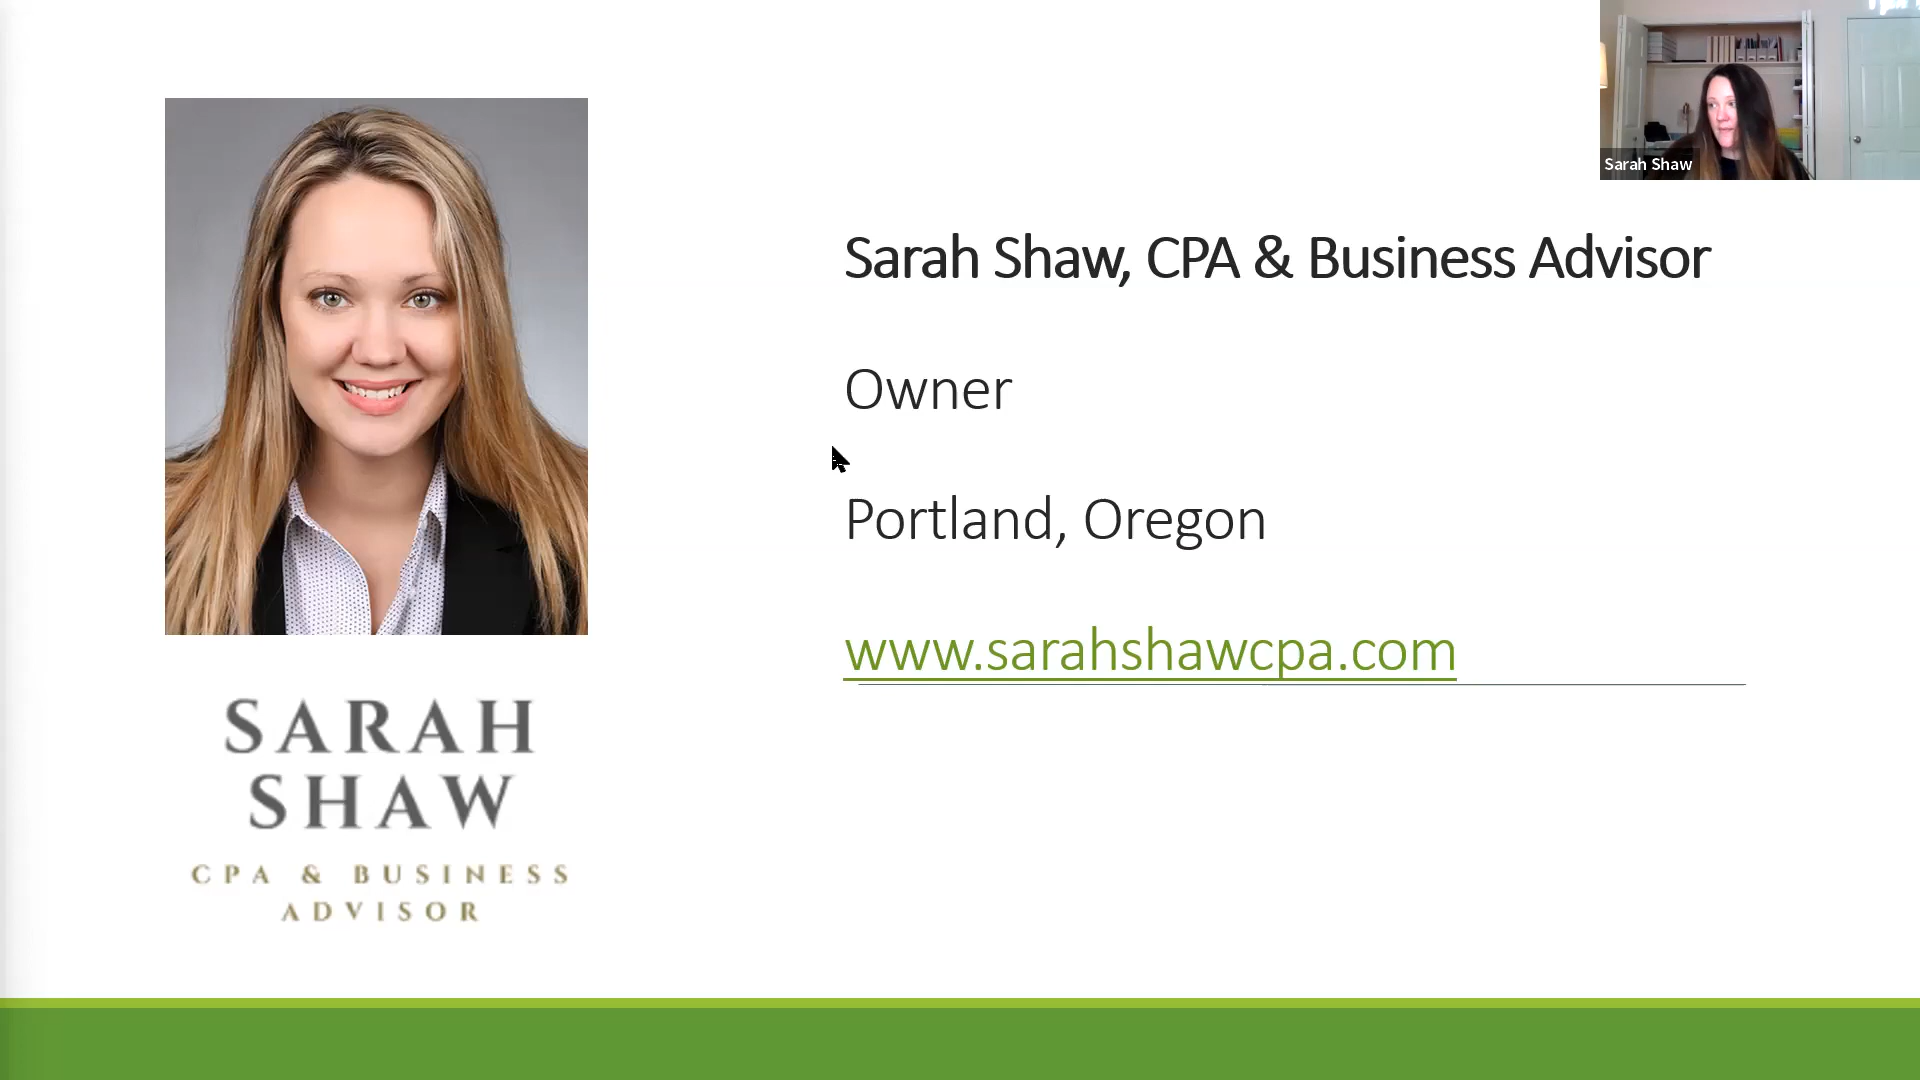 Sarah Shaw
Sarah Shaw, CPA & Business Advisor
Owner
Portland, Oregon
www.sarahshawcpa.com
SARAH
SHAW
CPA & BUSINESS
ADVISOR